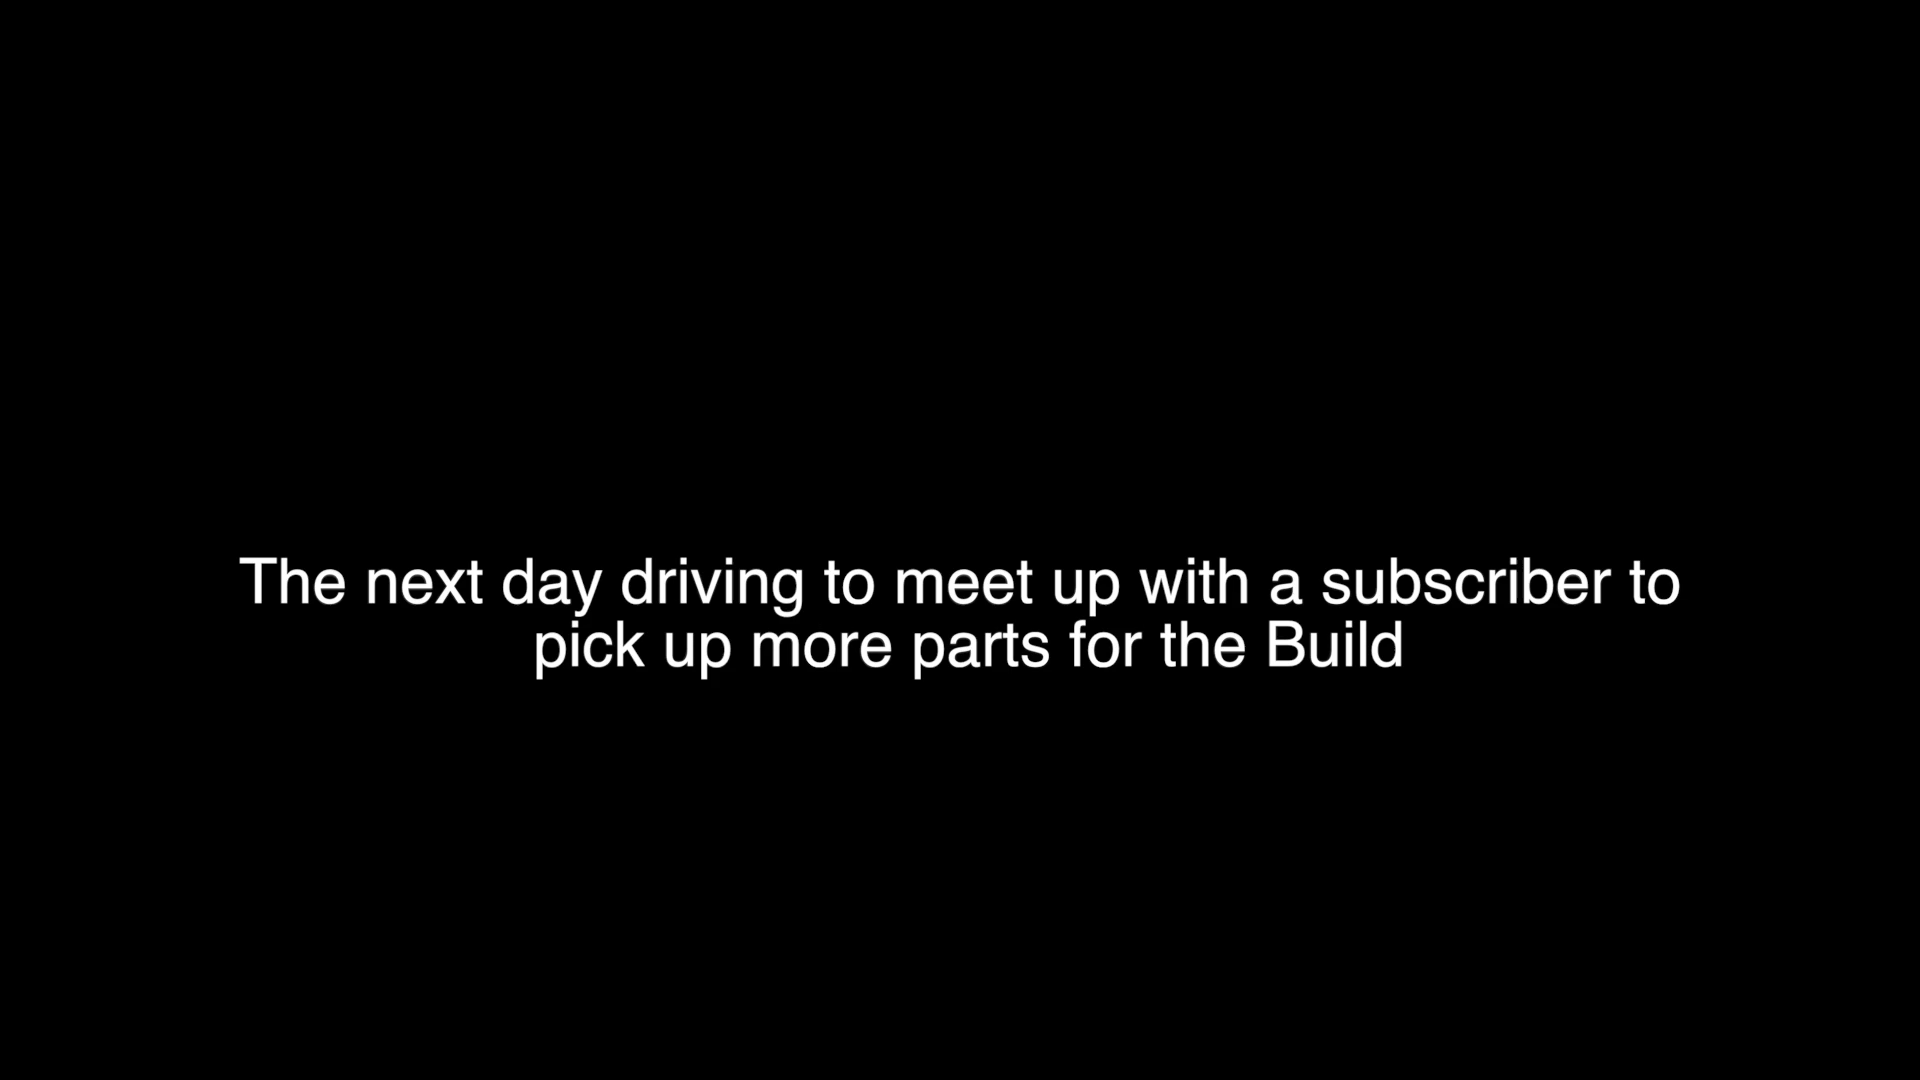 The next day driving to meet up with a subscriber to
pick up more parts for the Build